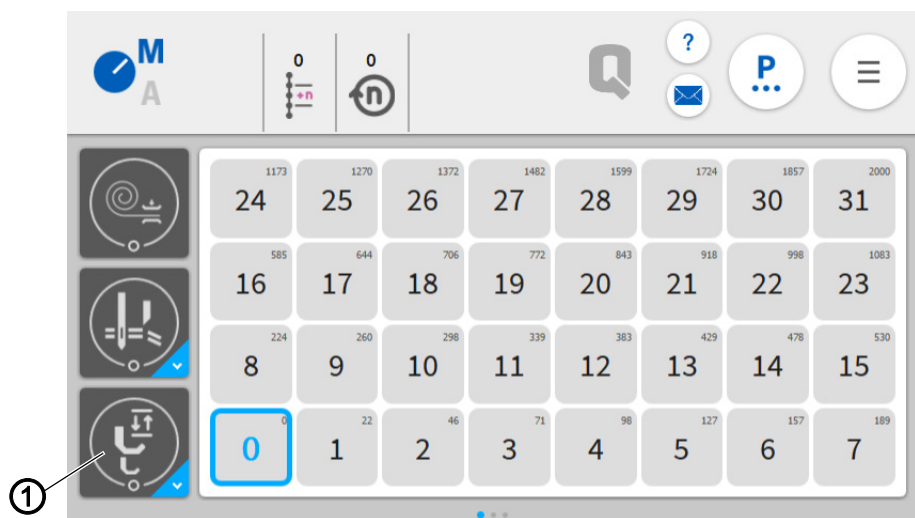 M
A
0 0
+n n
Q
?
P
1173 1270 1372 1482 1599 1724 1857 2000
24 25 26 27 28 29 30 31
585 644 706 772 843 918 998 1083
16 17 18 19 20 21 22 23
224 260 298 339 383 429 478 530
8 9 10 11 12 13 14 15
0 22 46 71 98 127 157 189
0 1 2 3 4 5 6 7
1